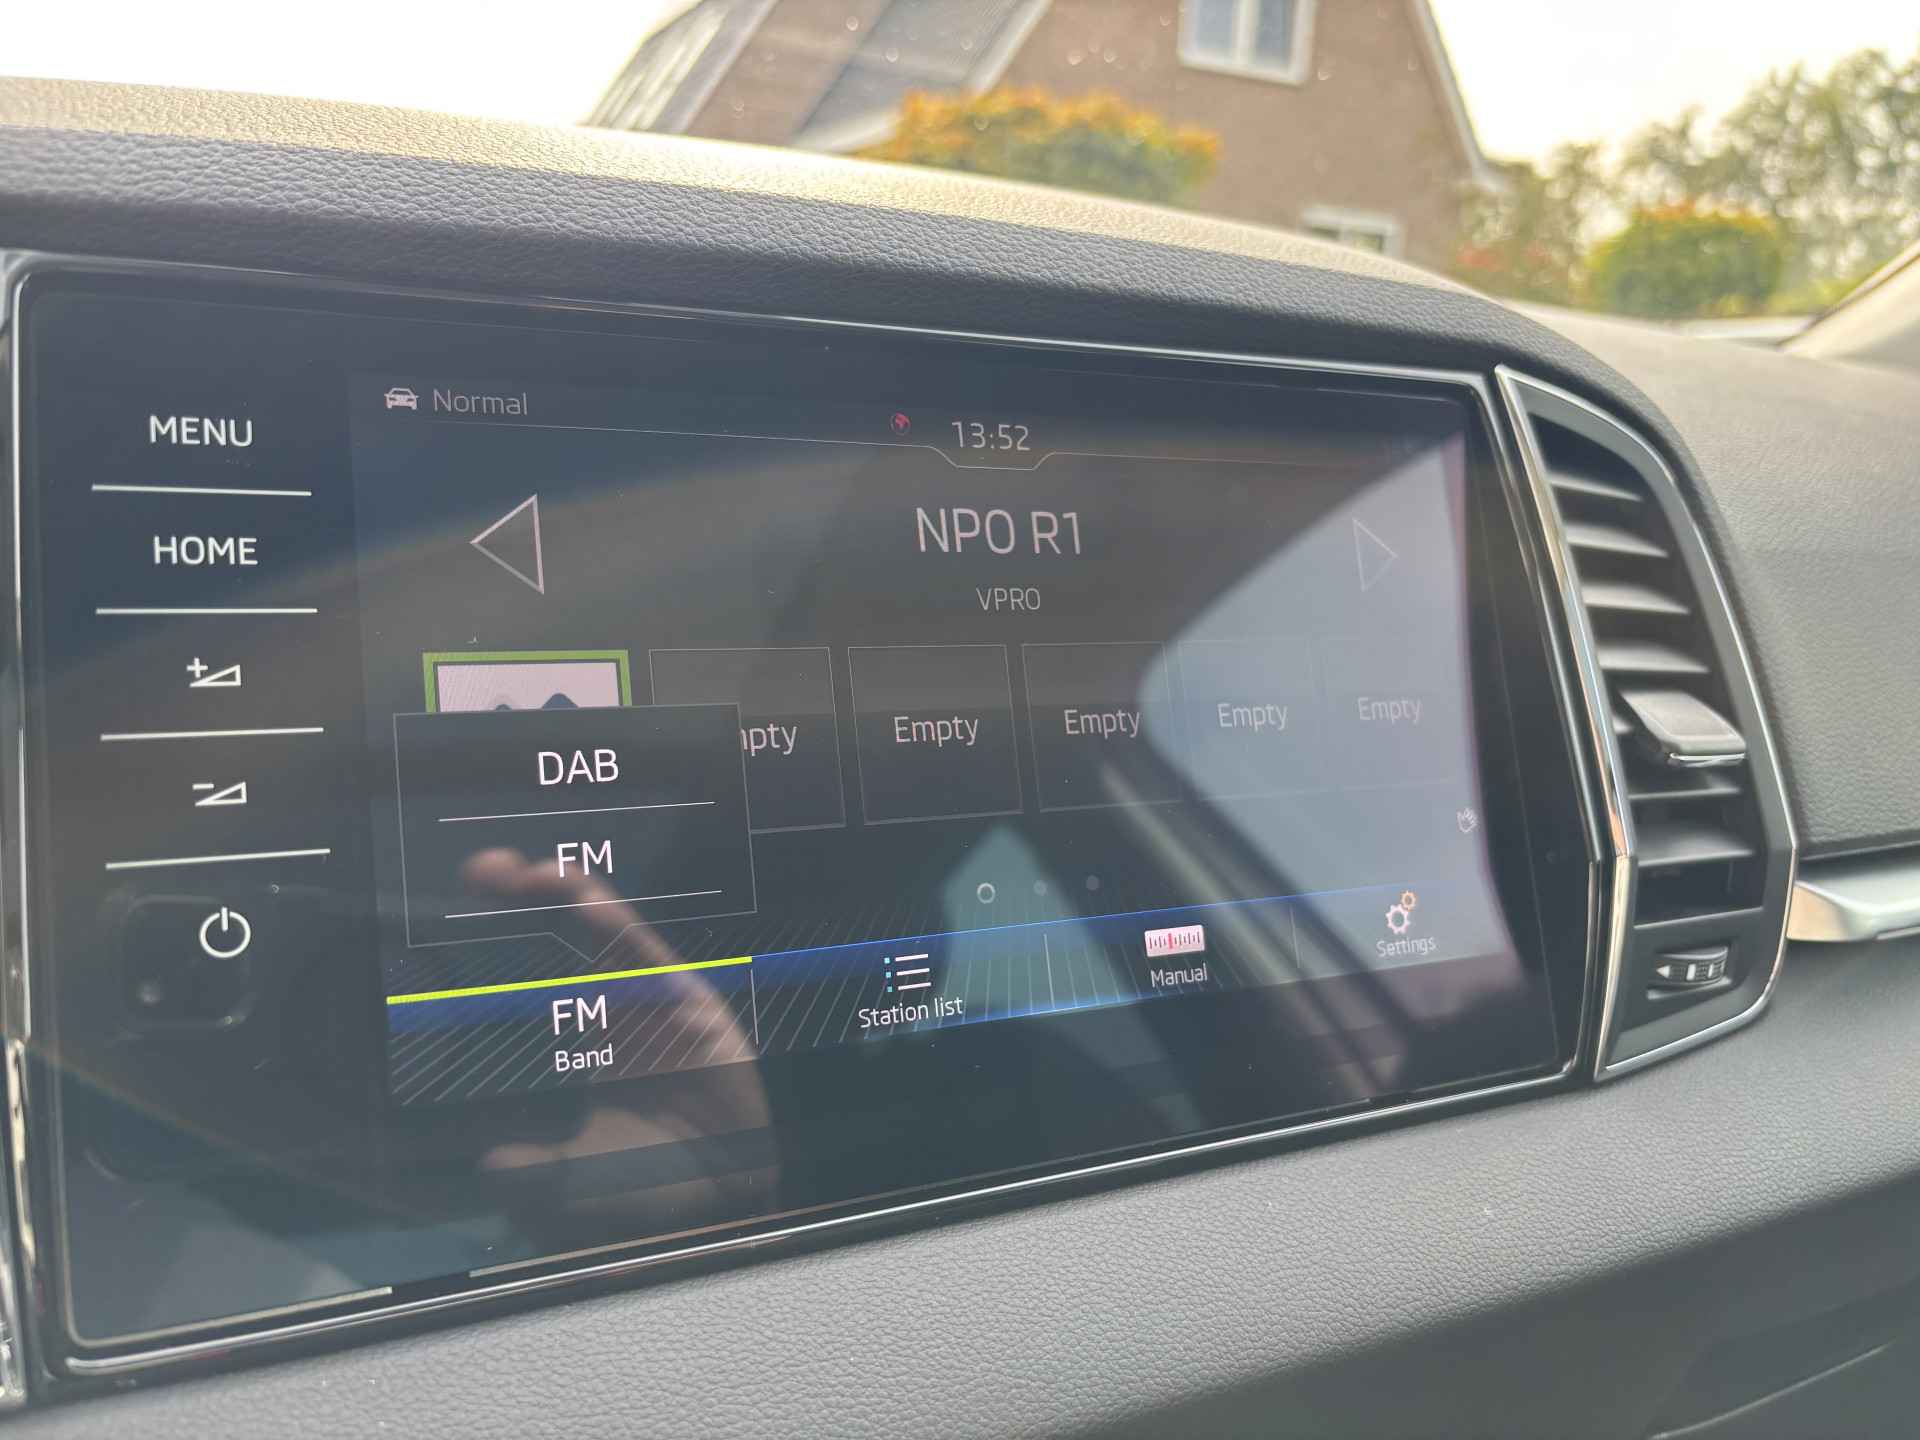 MENU
HOME
Normal
13:52
NPO R1
VPRO
Empty
Empty
Empty
Empty
DAB
FM
FM
Band
Station list
Manual
Settings